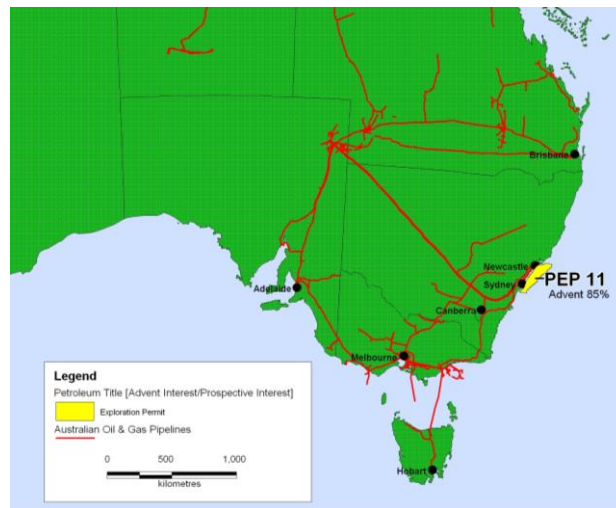 Brisbane
Newcastle
PEP 11
Sydney
Advent 85%
Adelaide
Canberra
Melbourne
Legend
Petroleum Title [Advent Interest/Prospective Interest]
Exploration Permit
Australian Oil & Gas Pipelines
0 500 1,000
kilometres
Hobart